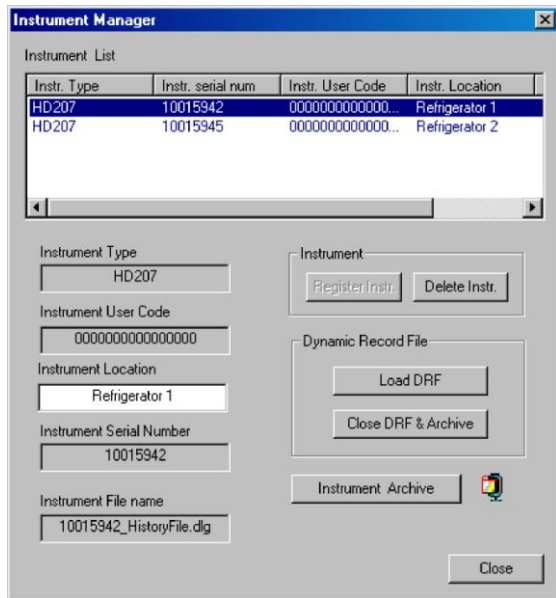 Instrument Manager
Instrument List
Instr. Type Instr. serial num Instr. User Code Instr. Location
HD207 10015942 0000000000000... Refrigerator 1
HD207 10015945 0000000000000... Refrigerator 2
Instrument Type
HD207
Instrument User Code
0000000000000000
Instrument Location
Refrigerator 1
Instrument Serial Number
10015942
Instrument File name
10015942_HistoryFile.dlg
Instrument
Register Instr. Delete Instr.
Dynamic Record File
Load DRF
Close DRF & Archive
Instrument Archive
Close